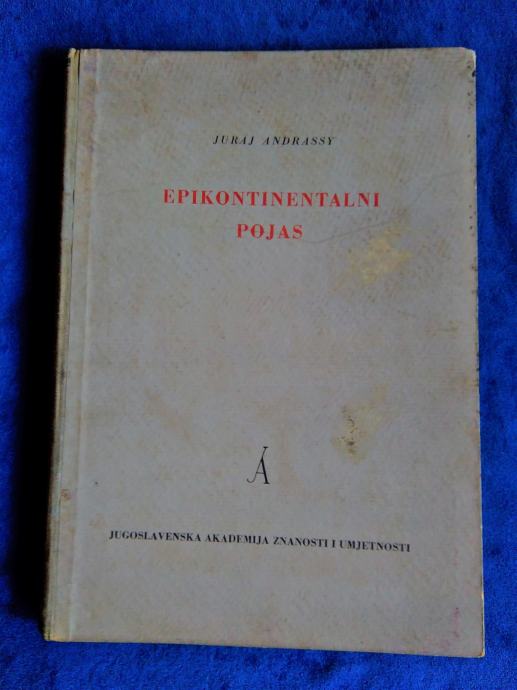 JURAJ ANDRASSY
EPIKONTINENTALNI
POJAS
JUGOSLAVENSKA AKADEMIJA ZNANOSTI I UMJETNOSTI